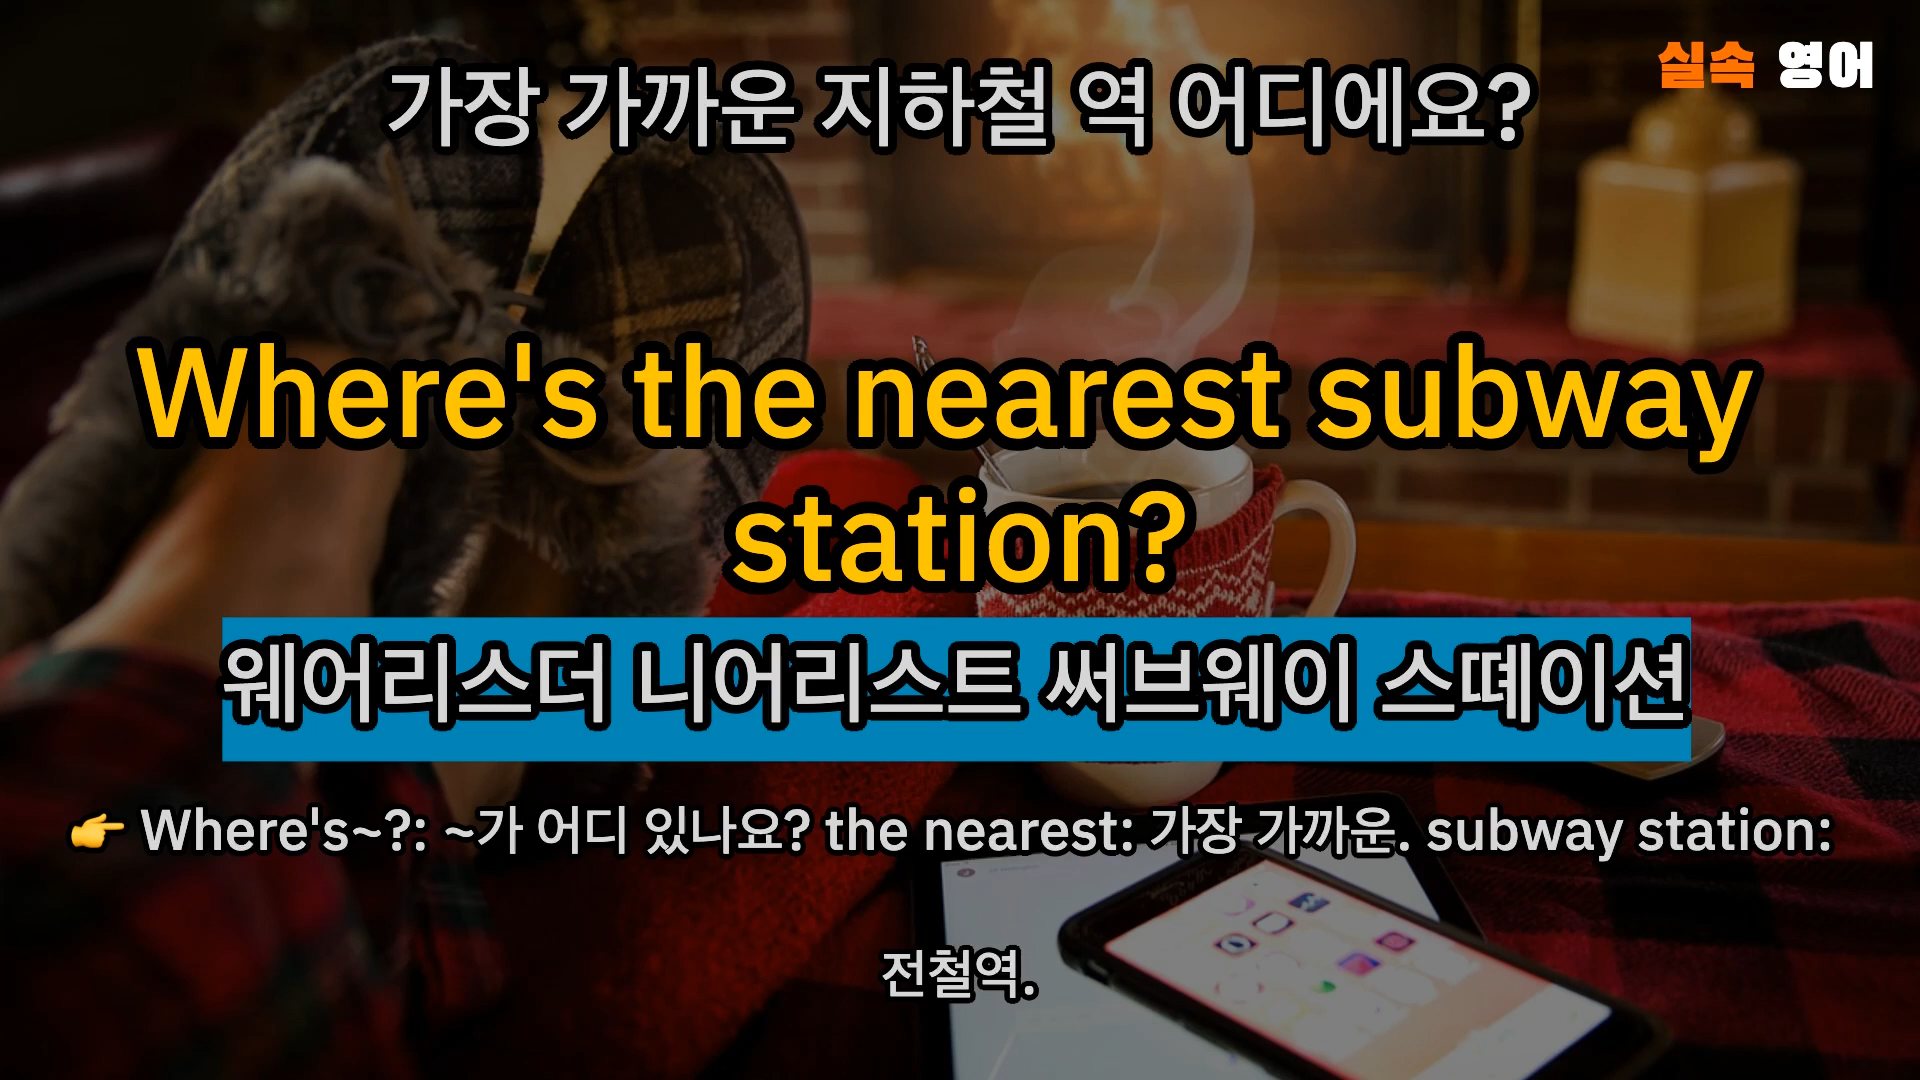 실속 영어
가장 가까운 지하철 역 어디에요?
Where's the nearest subway
station?
웨어리스더 니어리스트 써브웨이 스떼이션
👉 Where's~?: ~가 어디 있나요? the nearest: 가장 가까운. subway station:
전철역.